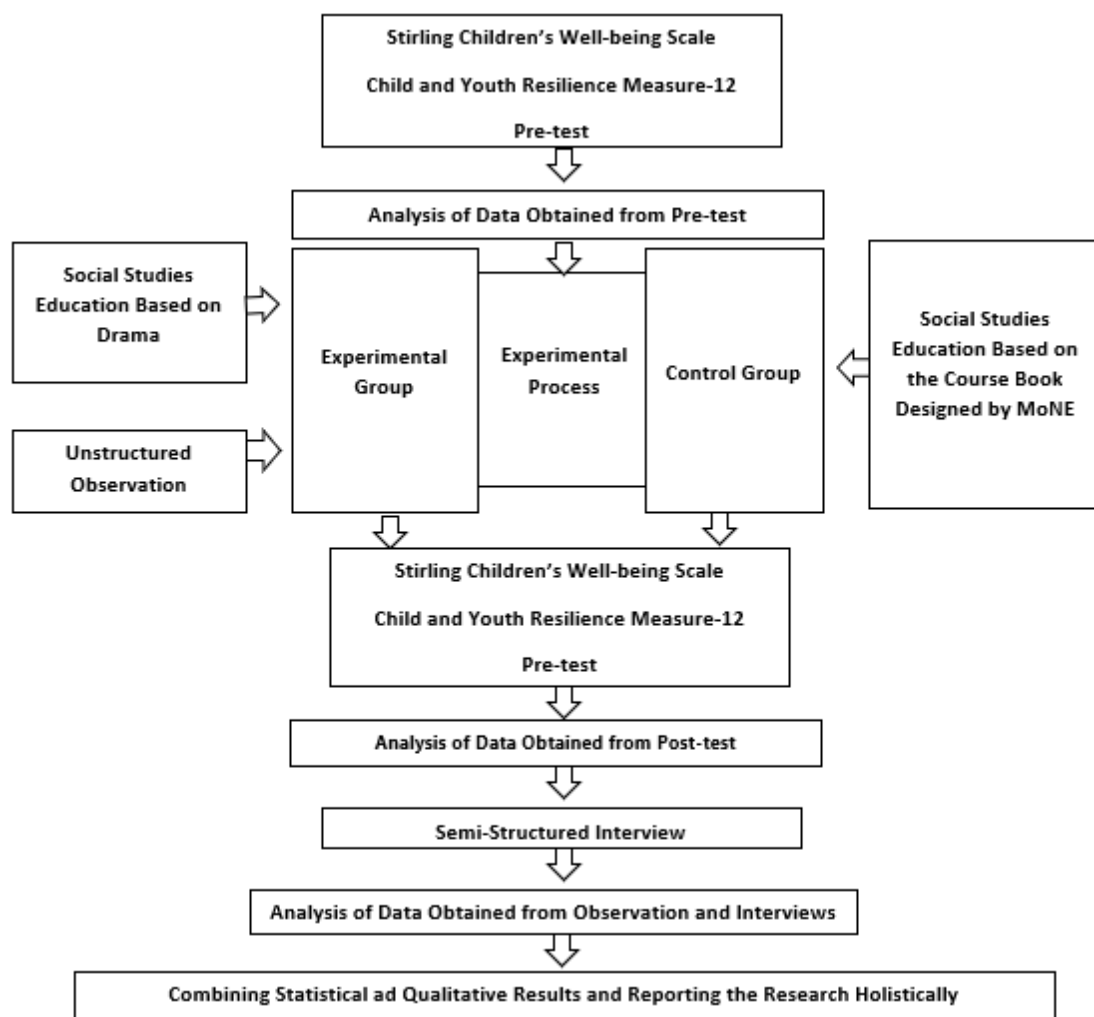 Stirling Children's Well-being Scale
Child and Youth Resilience Measure-12
Pre-test
Analysis of Data Obtained from Pre-test
Social Studies
Education Based on
Drama
Unstructured
Observation
Experimental
Group
Experimental
Process
Control Group
Social Studies
Education Based on
the Course Book
Designed by MoNE
Stirling Children's Well-being Scale
Child and Youth Resilience Measure-12
Pre-test
Analysis of Data Obtained from Post-test
Semi-Structured Interview
Analysis of Data Obtained from Observation and Interviews
Combining Statistical ad Qualitative Results and Reporting the Research Holistically